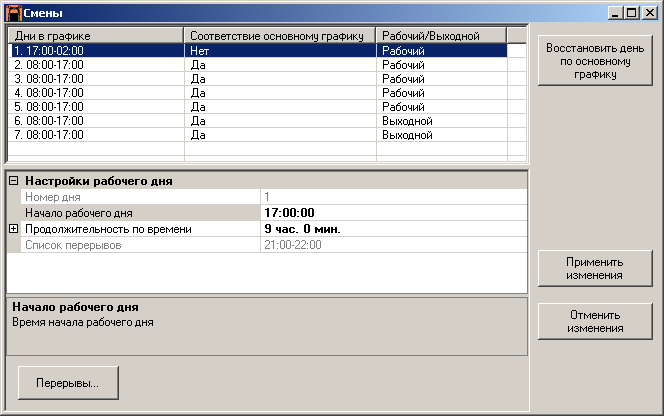 Смены
Дни в графике Соответствие основному графику Рабочий/Выходной
1. 17:00-02:00 Нет Рабочий
2. 08:00-17:00 Да Рабочий
3. 08:00-17:00 Да Рабочий
4. 08:00-17:00 Да Рабочий
5. 08:00-17:00 Да Рабочий
6. 08:00-17:00 Да Выходной
7. 08:00-17:00 Да Выходной
Восстановить день
по основному
графику
Настройки рабочего дня
Номер дня 1
Начало рабочего дня 17:00:00
Продолжительность по времени 9 час. 0 мин.
Список перерывов 21:00-22:00
Применить
изменения
Начало рабочего дня
Время начала рабочего дня
Отменить
изменения
Перерывы...